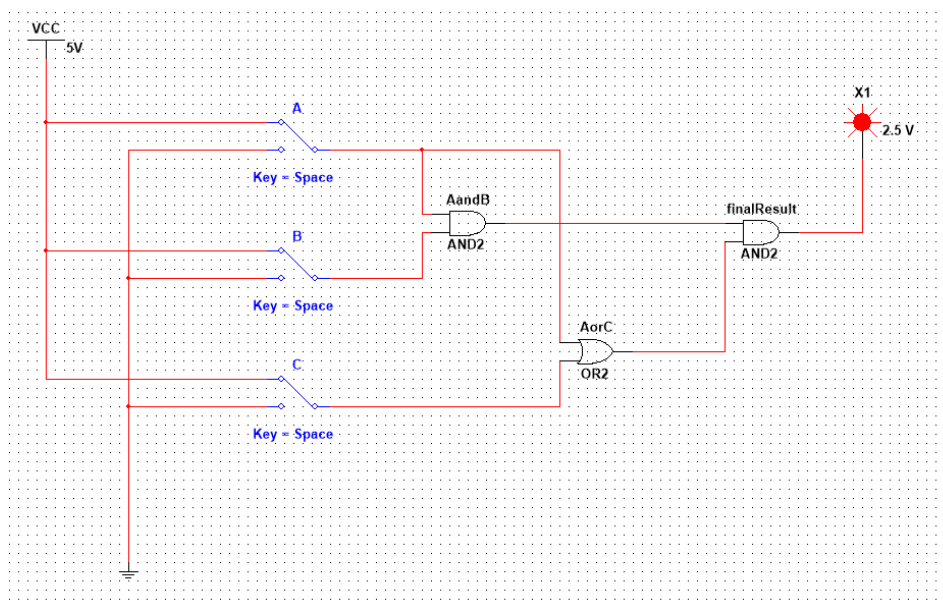 VCC
5V
A
Key = Space
B
Key = Space
C
Key = Space
AandB
AND2
AorC
OR2
finalResult
AND2
X1
2.5 V